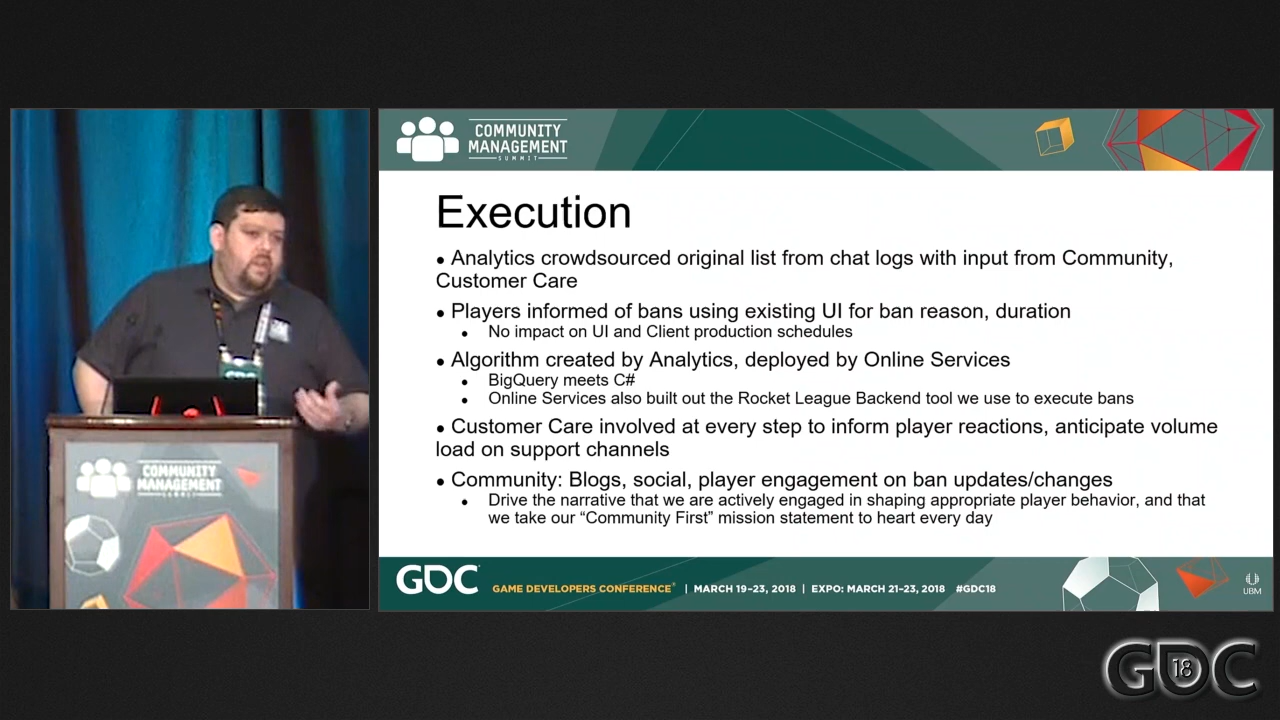 COMMUNITY
MANAGEMENT
SUMMIT
Execution
• Analytics crowdsourced original list from chat logs with input from Community,
Customer Care
• Players informed of bans using existing UI for ban reason, duration
• No impact on UI and Client production schedules
• Algorithm created by Analytics, deployed by Online Services
• BigQuery meets C#
• Online Services also built out the Rocket League Backend tool we use to execute bans
• Customer Care involved at every step to inform player reactions, anticipate volume
load on support channels
• Community: Blogs, social, player engagement on ban updates/changes
• Drive the narrative that we are actively engaged in shaping appropriate player behavior, and that
we take our “Community First” mission statement to heart every day
GDC
COMMUNITY
MANAGEMENT
SUMMIT
GDC GAME DEVELOPERS CONFERENCE® | MARCH 19–23, 2018 | EXPO: MARCH 21–23, 2018 #GDC18
UBM
GDC 18